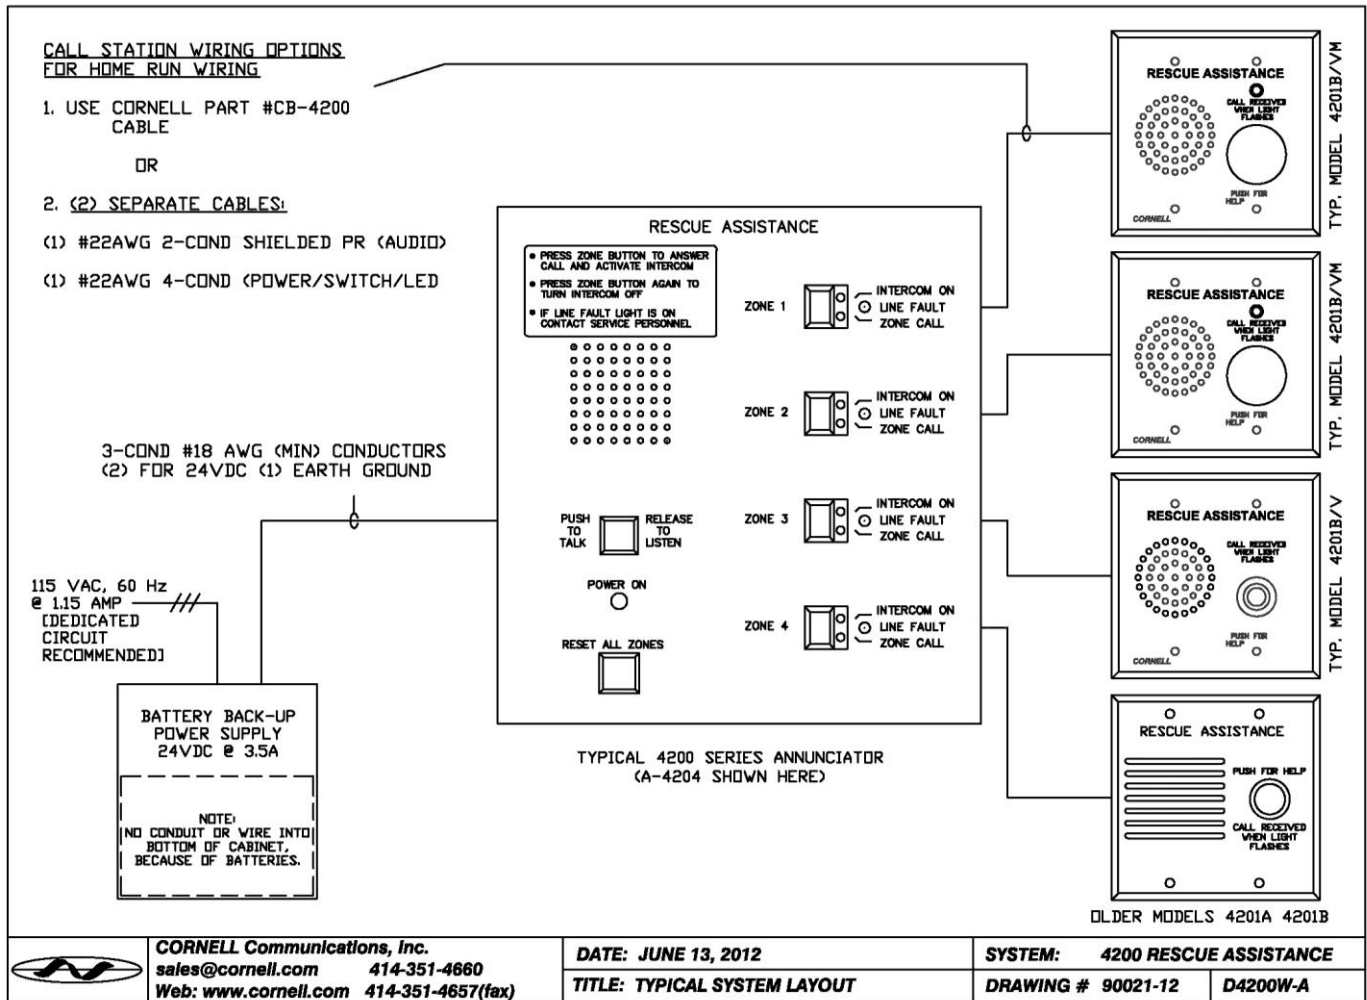 CALL STATION WIRING OPTIONS
FOR HOME RUN WIRING
1. USE CORNELL PART #CB-4200
CABLE
OR
2. (2) SEPARATE CABLES:
(1) #22AWG 2-COND SHIELDED PR (AUDIO)
(1) #22AWG 4-COND (POWER/SWITCH/LED
3-COND #18 AWG (MIN) CONDUCTORS
(2) FOR 24VDC (1) EARTH GROUND
115 VAC, 60 Hz
@ 1.15 AMP
[DEDICATED
CIRCUIT
RECOMMENDED]
BATTERY BACK-UP
POWER SUPPLY
24VDC @ 3.5A
NOTE:
NO CONDUIT OR WIRE INTO
BOTTOM OF CABINET,
BECAUSE OF BATTERIES.
RESCUE ASSISTANCE
• PRESS ZONE BUTTON TO ANSWER
CALL AND ACTIVATE INTERCOM
• PRESS ZONE BUTTON AGAIN TO
TURN INTERCOM OFF
• IF LINE FAULT LIGHT IS ON
CONTACT SERVICE PERSONNEL
ZONE 1
INTERCOM ON
LINE FAULT
ZONE CALL
ZONE 2
INTERCOM ON
LINE FAULT
ZONE CALL
ZONE 3
INTERCOM ON
LINE FAULT
ZONE CALL
ZONE 4
INTERCOM ON
LINE FAULT
ZONE CALL
PUSH
TO
TALK
RELEASE
TO
LISTEN
POWER ON
RESET ALL ZONES
TYPICAL 4200 SERIES ANNUNCIATOR
(A-4204 SHOWN HERE)
RESCUE ASSISTANCE
CALL RECEIVED
WHEN LIGHT
FLASHES
PUSH FOR
HELP
CORNELL
TYP. MODEL 4201B/VM
RESCUE ASSISTANCE
CALL RECEIVED
WHEN LIGHT
FLASHES
PUSH FOR
HELP
CORNELL
TYP. MODEL 4201B/VM
RESCUE ASSISTANCE
CALL RECEIVED
WHEN LIGHT
FLASHES
PUSH FOR
HELP
CORNELL
TYP. MODEL 4201B/V
RESCUE ASSISTANCE
PUSH FOR HELP
CALL RECEIVED
WHEN LIGHT
FLASHES
OLDER MODELS 4201A 4201B
CORNELL Communications, Inc.
sales@cornell.com 414-351-4660
Web: www.cornell.com 414-351-4657(fax)
DATE: JUNE 13, 2012
TITLE: TYPICAL SYSTEM LAYOUT
SYSTEM: 4200 RESCUE ASSISTANCE
DRAWING # 90021-12 D4200W-A